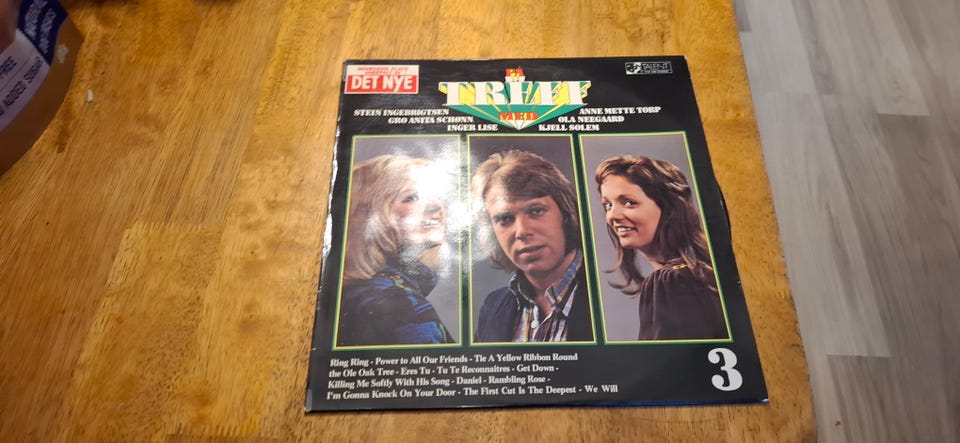 DET NYE
TALENT
PÅ
TREFF
MED
STEIN INGEBRIGTSEN
ANNE METTE TORP
GRO ANITA SCHØNN
OLA NEEGAARD
INGER LISE
KJELL SOLEM
Ring Ring - Power to All Our Friends - Tie A Yellow Ribbon Round
the Ole Oak Tree - Eres Tu - Tu Te Reconnaitres - Get Down -
Killing Me Softly With His Song - Daniel - Rambling Rose -
I'm Gonna Knock On Your Door - The First Cut Is The Deepest - We Will
3